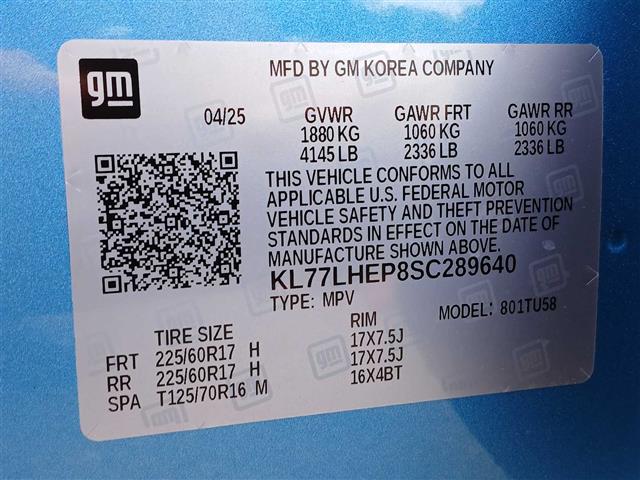 gm
MFD BY GM KOREA COMPANY
04/25 GVWR GAWR FRT GAWR RR
1880 KG 1060 KG 1060 KG
4145 LB 2336 LB 2336 LB
THIS VEHICLE CONFORMS TO ALL
APPLICABLE U.S. FEDERAL MOTOR
VEHICLE SAFETY AND THEFT PREVENTION
STANDARDS IN EFFECT ON THE DATE OF
MANUFACTURE SHOWN ABOVE.
KL77LHEP8SC289640
TYPE: MPV MODEL: 801TU58
TIRE SIZE RIM
FRT 225/60R17 H 17X7.5J
RR 225/60R17 H 17X7.5J
SPA T125/70R16 M 16X4BT